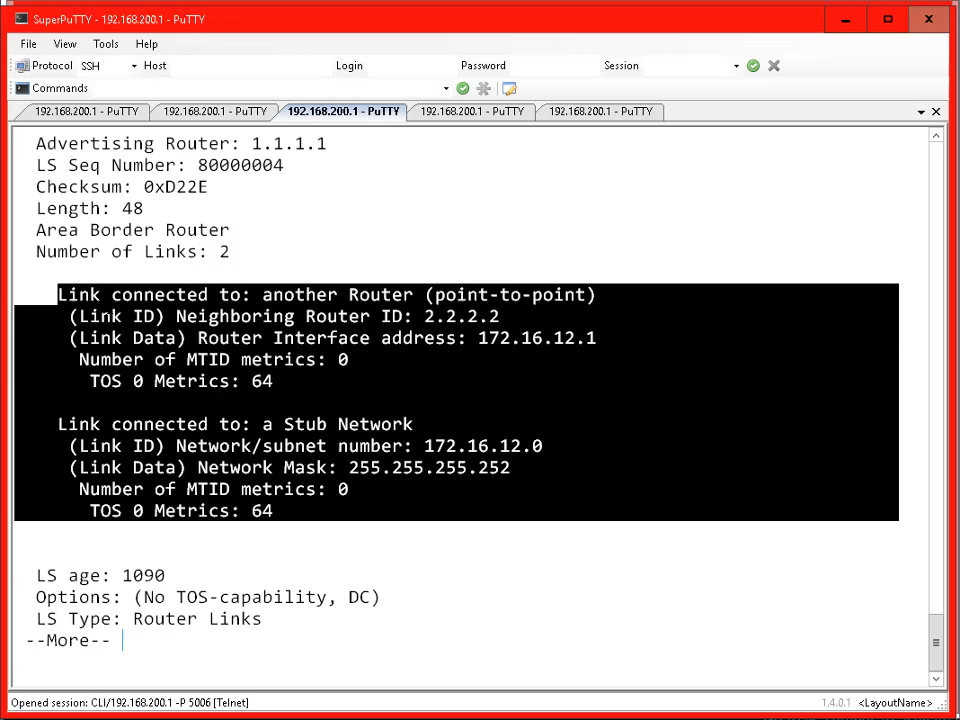 SuperPuTTY - 192.168.200.1 - PuTTY
File View Tools Help
Protocol SSH Host Login Password Session
Commands
192.168.200.1 - PuTTY 192.168.200.1 - PuTTY 192.168.200.1 - PuTTY 192.168.200.1 - PuTTY 192.168.200.1 - PuTTY
Advertising Router: 1.1.1.1
LS Seq Number: 80000004
Checksum: 0xD22E
Length: 48
Area Border Router
Number of Links: 2
Link connected to: another Router (point-to-point)
(Link ID) Neighboring Router ID: 2.2.2.2
(Link Data) Router Interface address: 172.16.12.1
Number of MTID metrics: 0
TOS 0 Metrics: 64
Link connected to: a Stub Network
(Link ID) Network/subnet number: 172.16.12.0
(Link Data) Network Mask: 255.255.255.252
Number of MTID metrics: 0
TOS 0 Metrics: 64
LS age: 1090
Options: (No TOS-capability, DC)
LS Type: Router Links
--More--
Opened session: CLI/192.168.200.1 -P 5006 [Telnet] 1.4.0.1 <LayoutName>